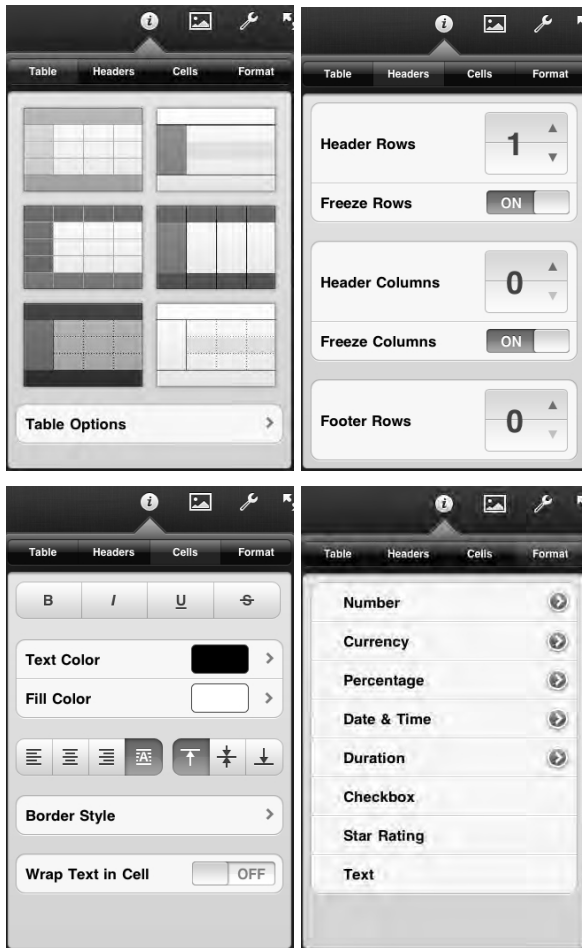 Table Headers Cells Format
Table Options
Table Headers Cells Format
Header Rows 1
Freeze Rows ON
Header Columns 0
Freeze Columns ON
Footer Rows 0
Table Headers Cells Format
B I U S
Text Color
Fill Color
A
Border Style
Wrap Text in Cell OFF
Table Headers Cells Format
Number
Currency
Percentage
Date & Time
Duration
Checkbox
Star Rating
Text